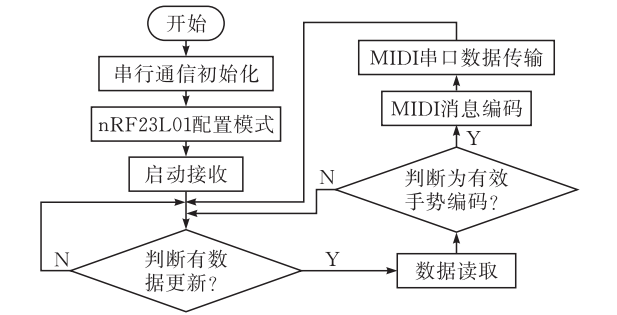 开始
串行通信初始化
nRF23L01配置模式
启动接收
N
判断有数
据更新?
Y
数据读取
判断为有效
手势编码?
N
Y
MIDI消息编码
MIDI串口数据传输